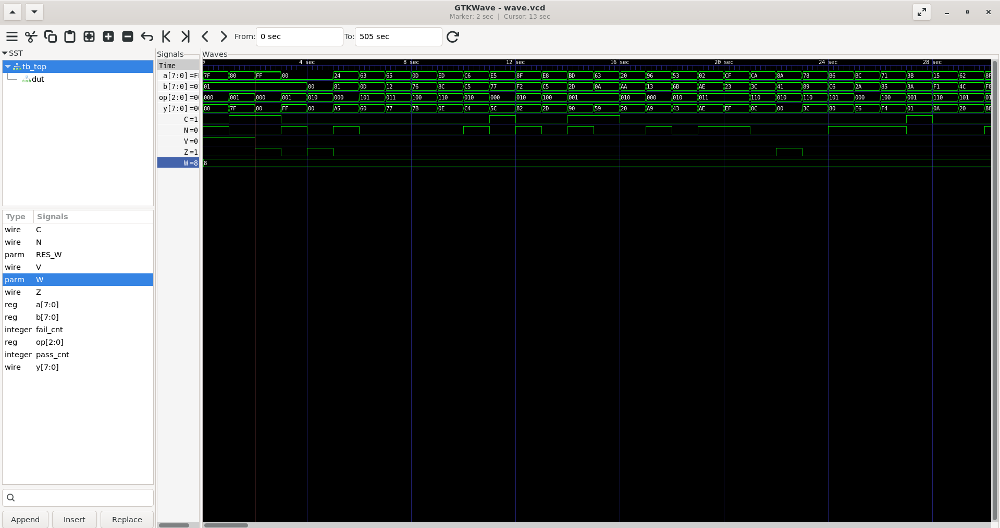 GTKWave - wave.vcd
Marker: 2 sec | Cursor: 13 sec
From: 0 sec To: 505 sec
SST
tb_top
dut
Type Signals
wire C
wire N
parm RES_W
wire V
parm W
wire Z
reg a[7:0]
reg b[7:0]
integer fail_cnt
reg op[2:0]
integer pass_cnt
wire y[7:0]
Append Insert Replace
Signals
Time
a[7:0] =F
b[7:0] =0
op[2:0] =0
y[7:0] =0
C =1
N =0
V =0
Z =1
W =8
Waves
0 4 sec 8 sec 12 sec 16 sec 20 sec 24 sec 28 sec
7F 80 FF 00 24 63 65 0D ED C6 E5 8F E8 BD 63 20 96 53 02 CF CA 8A 78 B6 BC 71 3B 15 62 8F
01 00 81 0D 12 76 8C C5 77 F2 C5 2D 0A AA 13 6B AE 23 3C 41 89 C6 2A 85 3A F1 4C F8
000 001 000 001 010 000 101 011 100 110 010 000 010 100 001 010 000 010 011 110 010 110 101 000 100 001 110 101 01
80 7F 00 FF 00 A5 60 77 7B 0E C4 5C 82 2D 90 59 20 A9 43 AE EF 0C 00 3C 80 E6 F4 01 0A 20 88
8